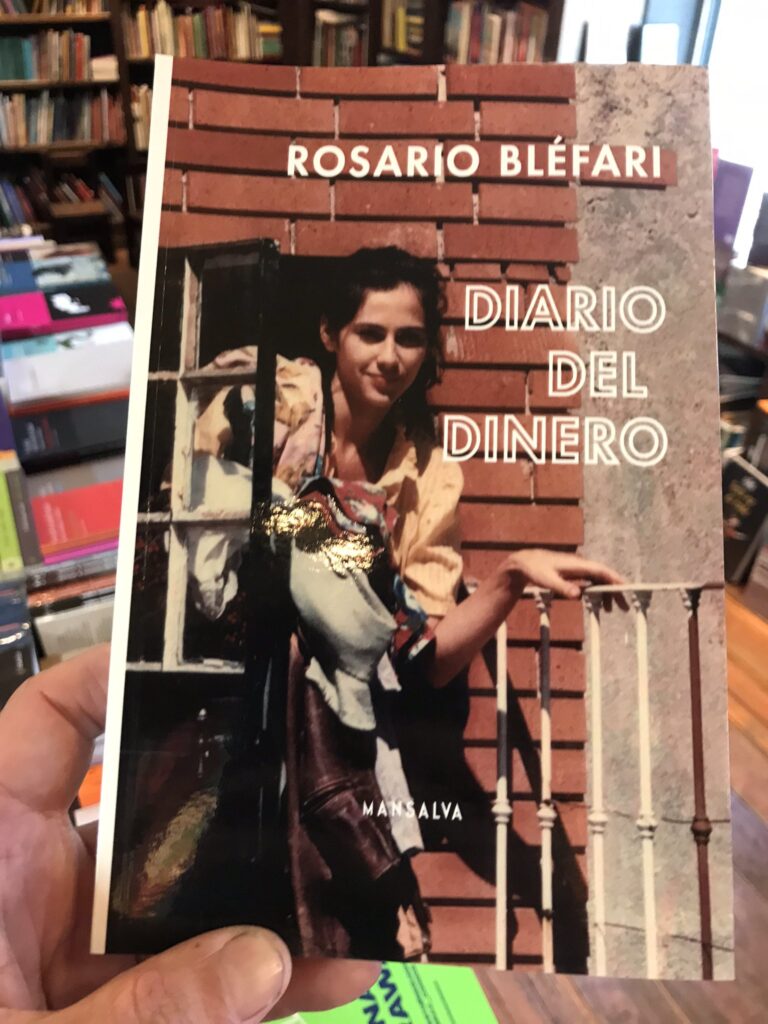 ROSARIO BLÉFARI
DIARIO
DEL
DINERO
MANSALVA